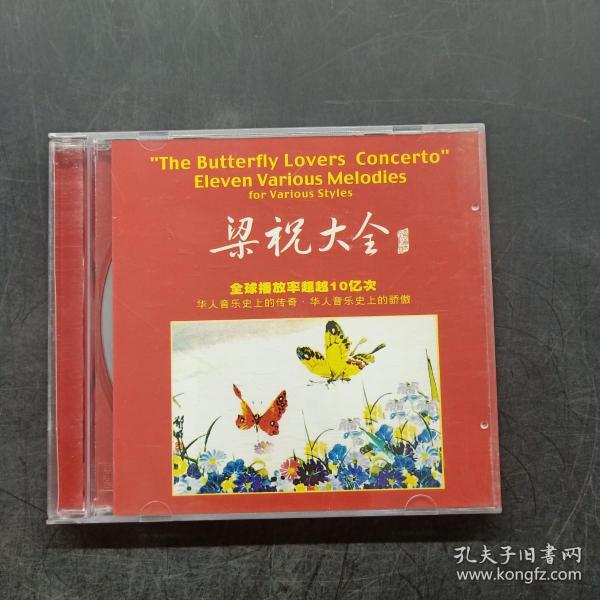 "The Butterfly Lovers Concerto"
Eleven Various Melodies
for Various Styles
梁祝大全
全球播放率超越10亿次
华人音乐史上的传奇·华人音乐史上的骄傲
孔夫子旧书网
www.kongfz.com